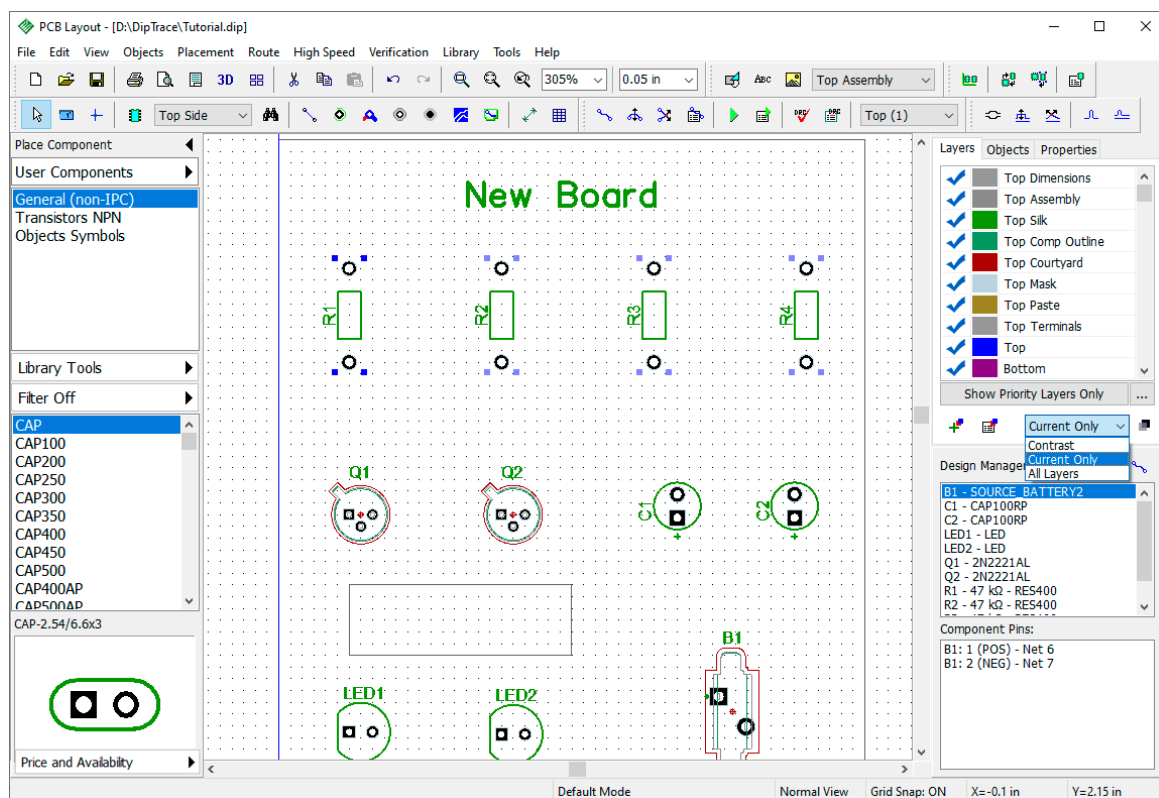 PCB Layout - [D:\DipTrace\Tutorial.dip]
File Edit View Objects Placement Route High Speed Verification Library Tools Help
3D 305% 0.05 in ABC Top Assembly
Top Side Top (1)
Place Component
User Components
General (non-IPC)
Transistors NPN
Objects Symbols
Library Tools
Filter Off
CAP
CAP100
CAP200
CAP250
CAP300
CAP350
CAP400
CAP450
CAP500
CAP400AP
CAP500AP
CAP-2.54/6.6x3
Price and Availability
New Board
R1 R2 R3 R4
Q1 Q2
C1 C2
B1
LED1 LED2
Layers Objects Properties
Top Dimensions
Top Assembly
Top Silk
Top Comp Outline
Top Courtyard
Top Mask
Top Paste
Top Terminals
Top
Bottom
Show Priority Layers Only ...
Current Only
Contrast
Current Only
All Layers
B1 - SOURCE_BATTERY2
C1 - CAP100RP
C2 - CAP100RP
LED1 - LED
LED2 - LED
Q1 - 2N2221AL
Q2 - 2N2221AL
R1 - 47 kΩ - RES400
R2 - 47 kΩ - RES400
Component Pins:
B1: 1 (POS) - Net 6
B1: 2 (NEG) - Net 7
Default Mode Normal View Grid Snap: ON X=-0.1 in Y=2.15 in